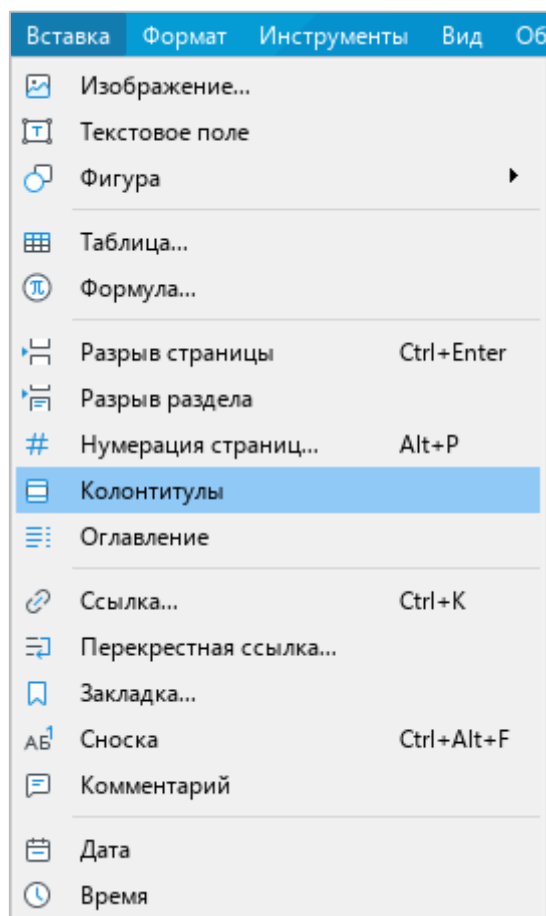 Вставка Формат Инструменты Вид Об
Изображение...
Текстовое поле
Фигура
Таблица...
Формула...
Разрыв страницы Ctrl+Enter
Разрыв раздела
Нумерация страниц... Alt+P
Колонтитулы
Оглавление
Ссылка... Ctrl+K
Перекрестная ссылка...
Закладка...
Сноска Ctrl+Alt+F
Комментарий
Дата
Время